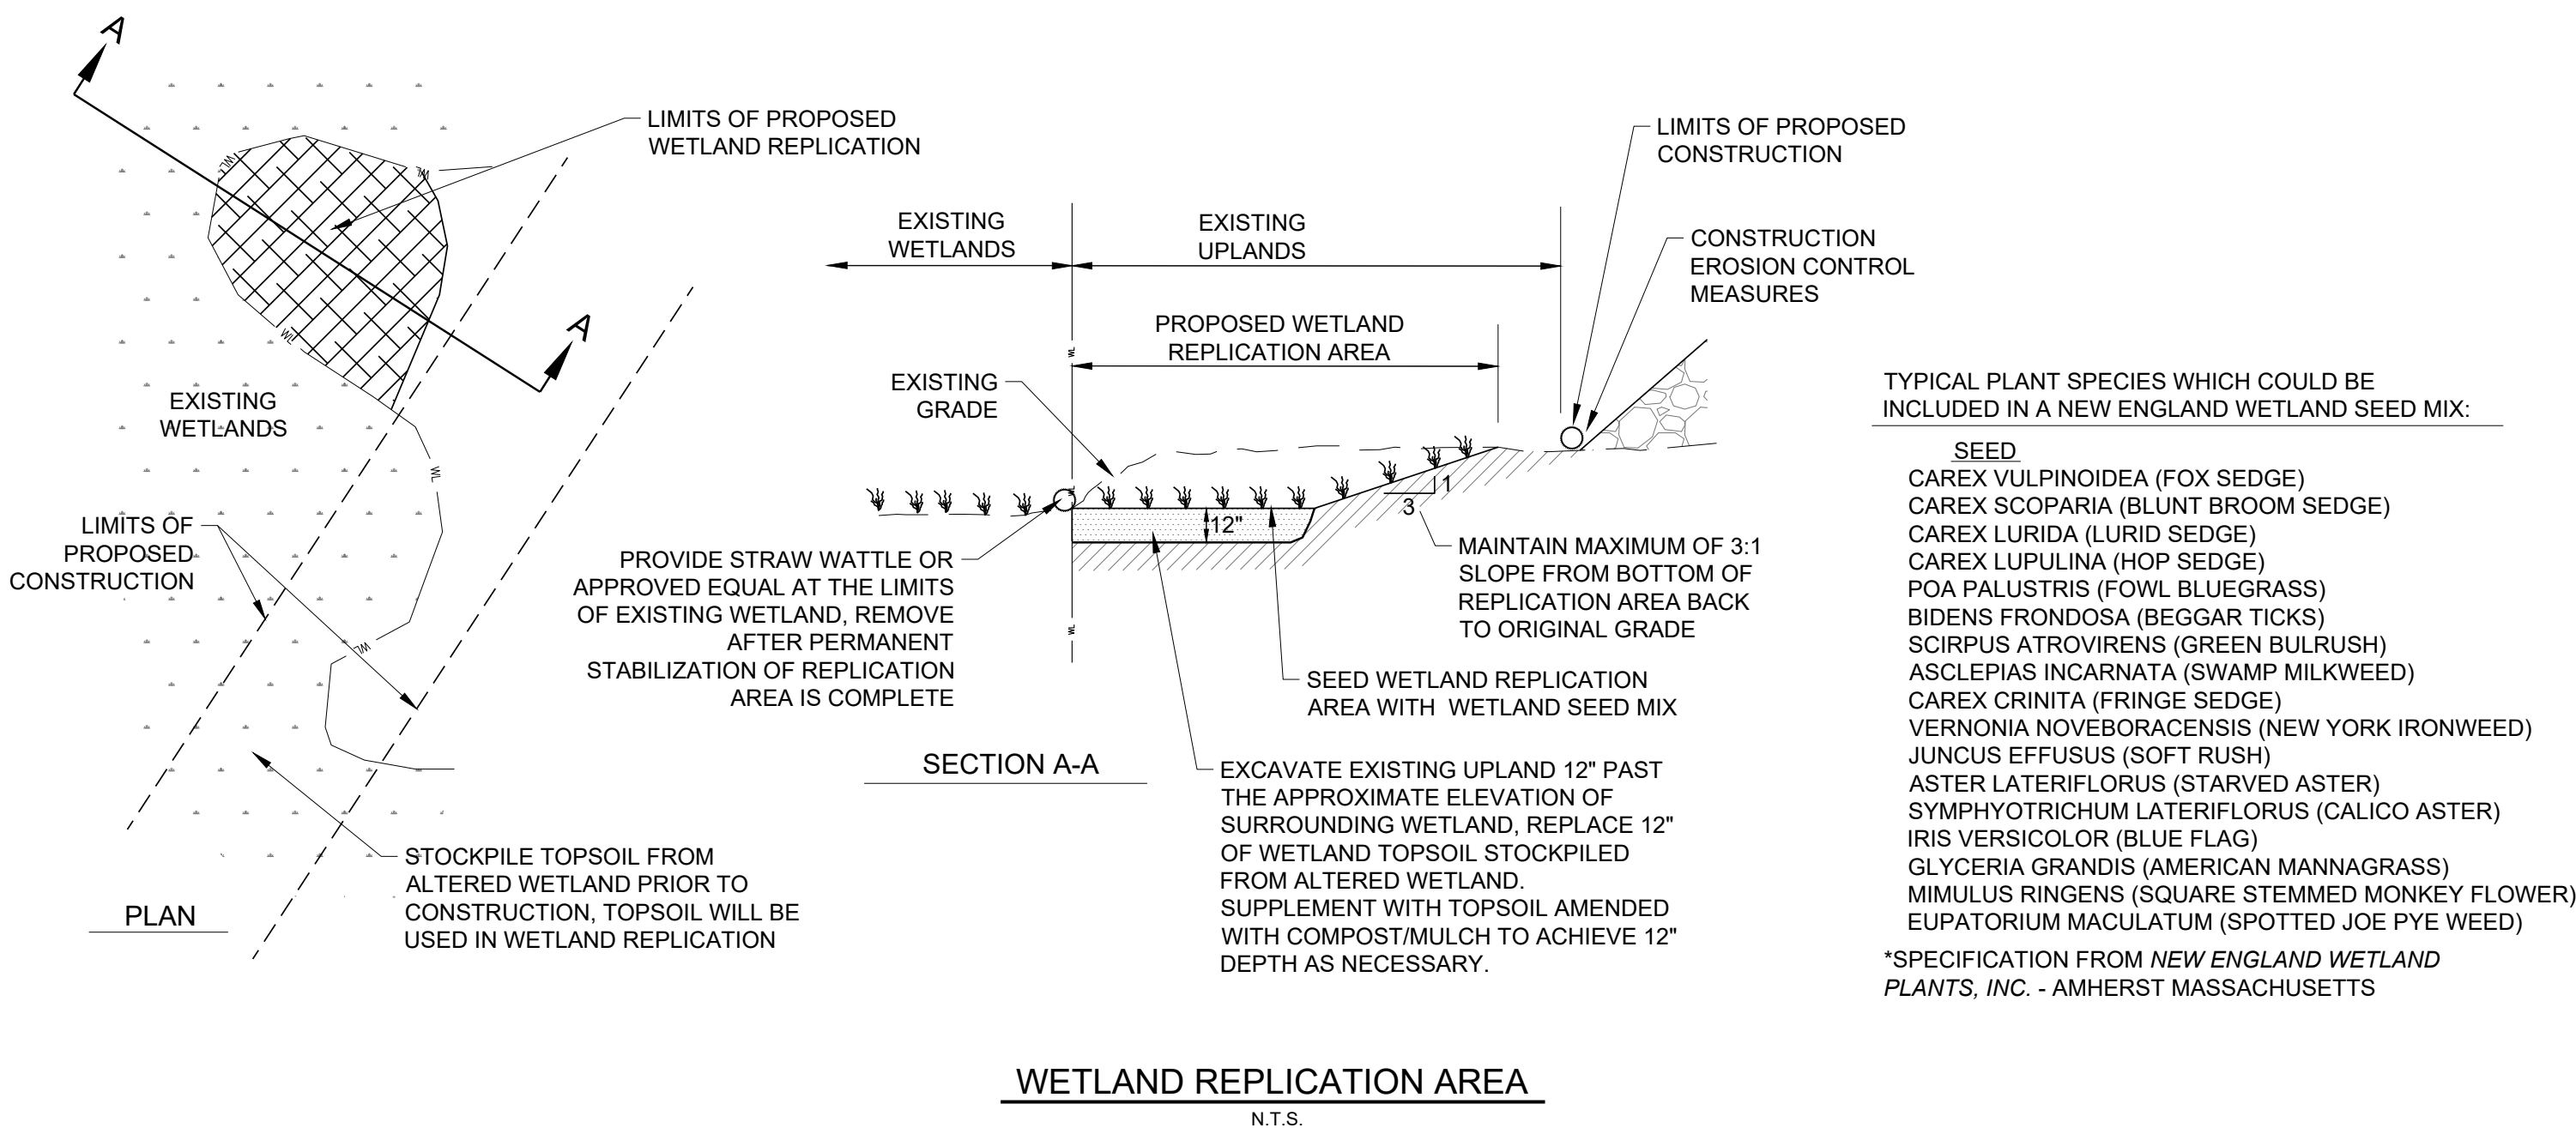 A
LIMITS OF PROPOSED
WETLAND REPLICATION
WL
WL
A
WL
EXISTING
WETLANDS
WL
LIMITS OF
PROPOSED
CONSTRUCTION
WL
STOCKPILE TOPSOIL FROM
ALTERED WETLAND PRIOR TO
CONSTRUCTION, TOPSOIL WILL BE
USED IN WETLAND REPLICATION
PLAN
EXISTING
WETLANDS
EXISTING
UPLANDS
LIMITS OF PROPOSED
CONSTRUCTION
CONSTRUCTION
EROSION CONTROL
MEASURES
PROPOSED WETLAND
REPLICATION AREA
WL
EXISTING
GRADE
WL
12"
1
3
PROVIDE STRAW WATTLE OR
APPROVED EQUAL AT THE LIMITS
OF EXISTING WETLAND, REMOVE
AFTER PERMANENT
STABILIZATION OF REPLICATION
AREA IS COMPLETE
WL
MAINTAIN MAXIMUM OF 3:1
SLOPE FROM BOTTOM OF
REPLICATION AREA BACK
TO ORIGINAL GRADE
SEED WETLAND REPLICATION
AREA WITH WETLAND SEED MIX
EXCAVATE EXISTING UPLAND 12" PAST
THE APPROXIMATE ELEVATION OF
SURROUNDING WETLAND, REPLACE 12"
OF WETLAND TOPSOIL STOCKPILED
FROM ALTERED WETLAND.
SUPPLEMENT WITH TOPSOIL AMENDED
WITH COMPOST/MULCH TO ACHIEVE 12"
DEPTH AS NECESSARY.
SECTION A-A
TYPICAL PLANT SPECIES WHICH COULD BE
INCLUDED IN A NEW ENGLAND WETLAND SEED MIX:
SEED
CAREX VULPINOIDEA (FOX SEDGE)
CAREX SCOPARIA (BLUNT BROOM SEDGE)
CAREX LURIDA (LURID SEDGE)
CAREX LUPULINA (HOP SEDGE)
POA PALUSTRIS (FOWL BLUEGRASS)
BIDENS FRONDOSA (BEGGAR TICKS)
SCIRPUS ATROVIRENS (GREEN BULRUSH)
ASCLEPIAS INCARNATA (SWAMP MILKWEED)
CAREX CRINITA (FRINGE SEDGE)
VERNONIA NOVEBORACENSIS (NEW YORK IRONWEED)
JUNCUS EFFUSUS (SOFT RUSH)
ASTER LATERIFLORUS (STARVED ASTER)
SYMPHYOTRICHUM LATERIFLORUS (CALICO ASTER)
IRIS VERSICOLOR (BLUE FLAG)
GLYCERIA GRANDIS (AMERICAN MANNAGRASS)
MIMULUS RINGENS (SQUARE STEMMED MONKEY FLOWER)
EUPATORIUM MACULATUM (SPOTTED JOE PYE WEED)
*SPECIFICATION FROM NEW ENGLAND WETLAND
PLANTS, INC. - AMHERST MASSACHUSETTS
WETLAND REPLICATION AREA
N.T.S.